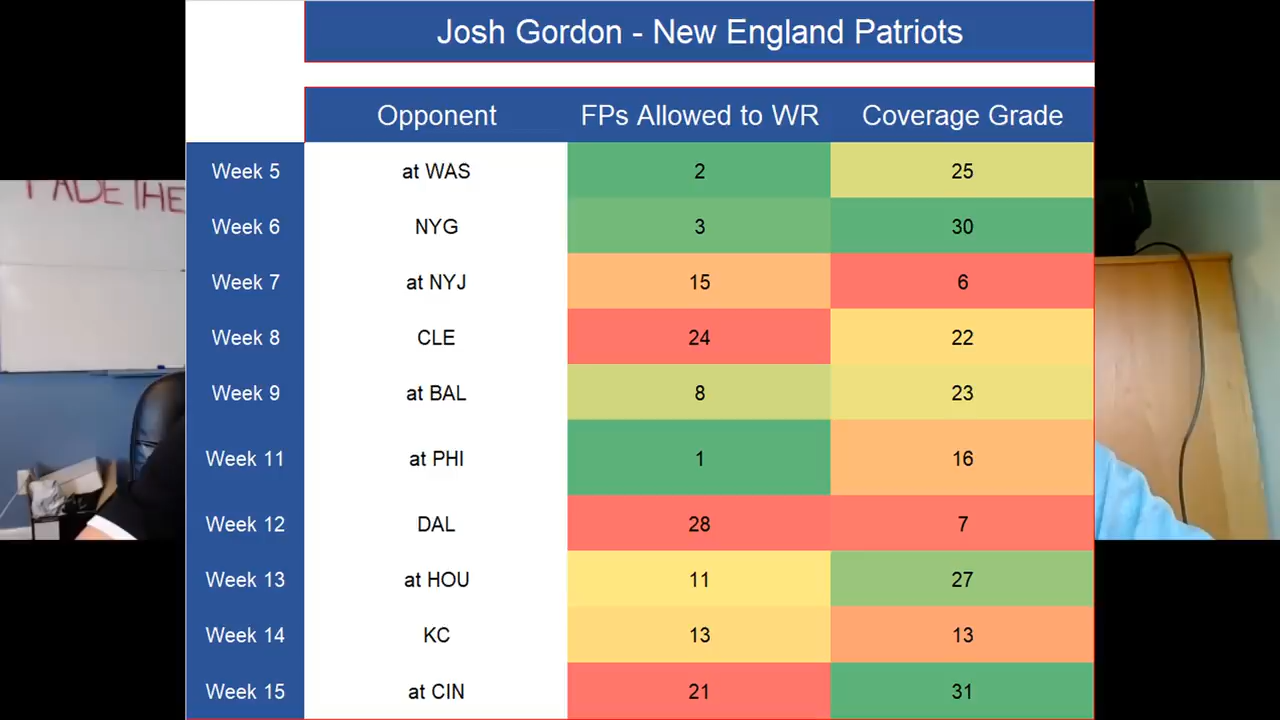 Josh Gordon - New England Patriots
Opponent FPs Allowed to WR Coverage Grade
Week 5 at WAS 2 25
Week 6 NYG 3 30
Week 7 at NYJ 15 6
Week 8 CLE 24 22
Week 9 at BAL 8 23
Week 11 at PHI 1 16
Week 12 DAL 28 7
Week 13 at HOU 11 27
Week 14 KC 13 13
Week 15 at CIN 21 31